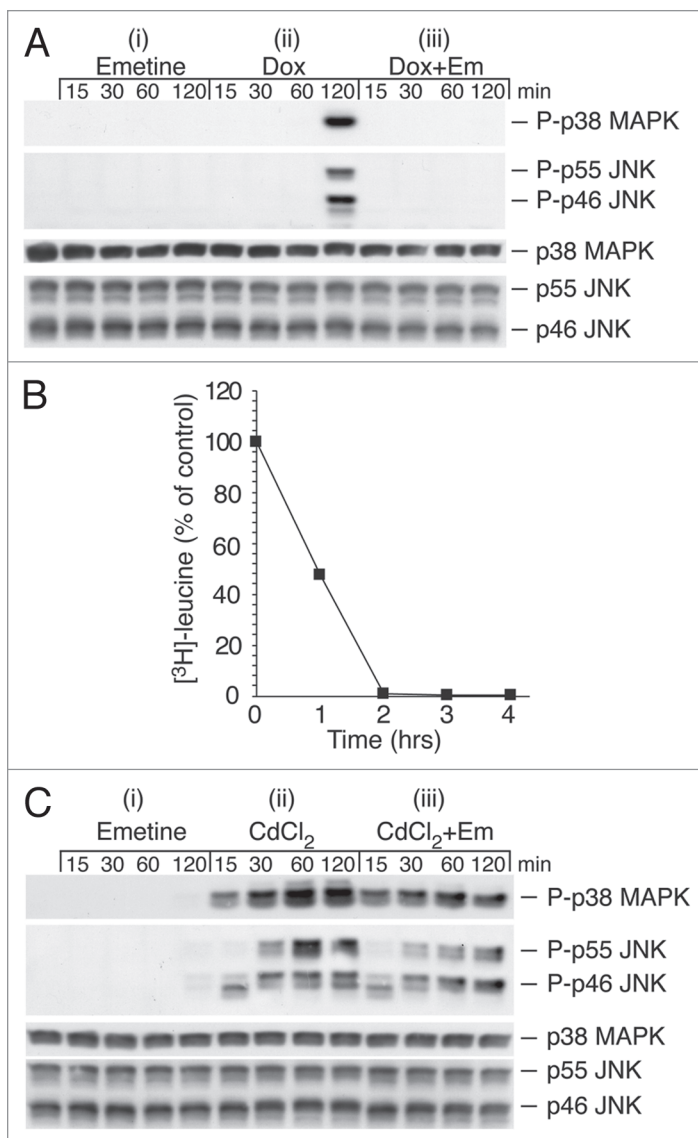 A
(i) (ii) (iii)
Emetine Dox Dox+Em
15 30 60 120 15 30 60 120 15 30 60 120 min
– P-p38 MAPK
– P-p55 JNK
– P-p46 JNK
– p38 MAPK
– p55 JNK
– p46 JNK
B
[³H]-leucine (% of control)
120
100
80
60
40
20
0
0 1 2 3 4
Time (hrs)
C
(i) (ii) (iii)
Emetine CdCl₂ CdCl₂+Em
15 30 60 120 15 30 60 120 15 30 60 120 min
– P-p38 MAPK
– P-p55 JNK
– P-p46 JNK
– p38 MAPK
– p55 JNK
– p46 JNK